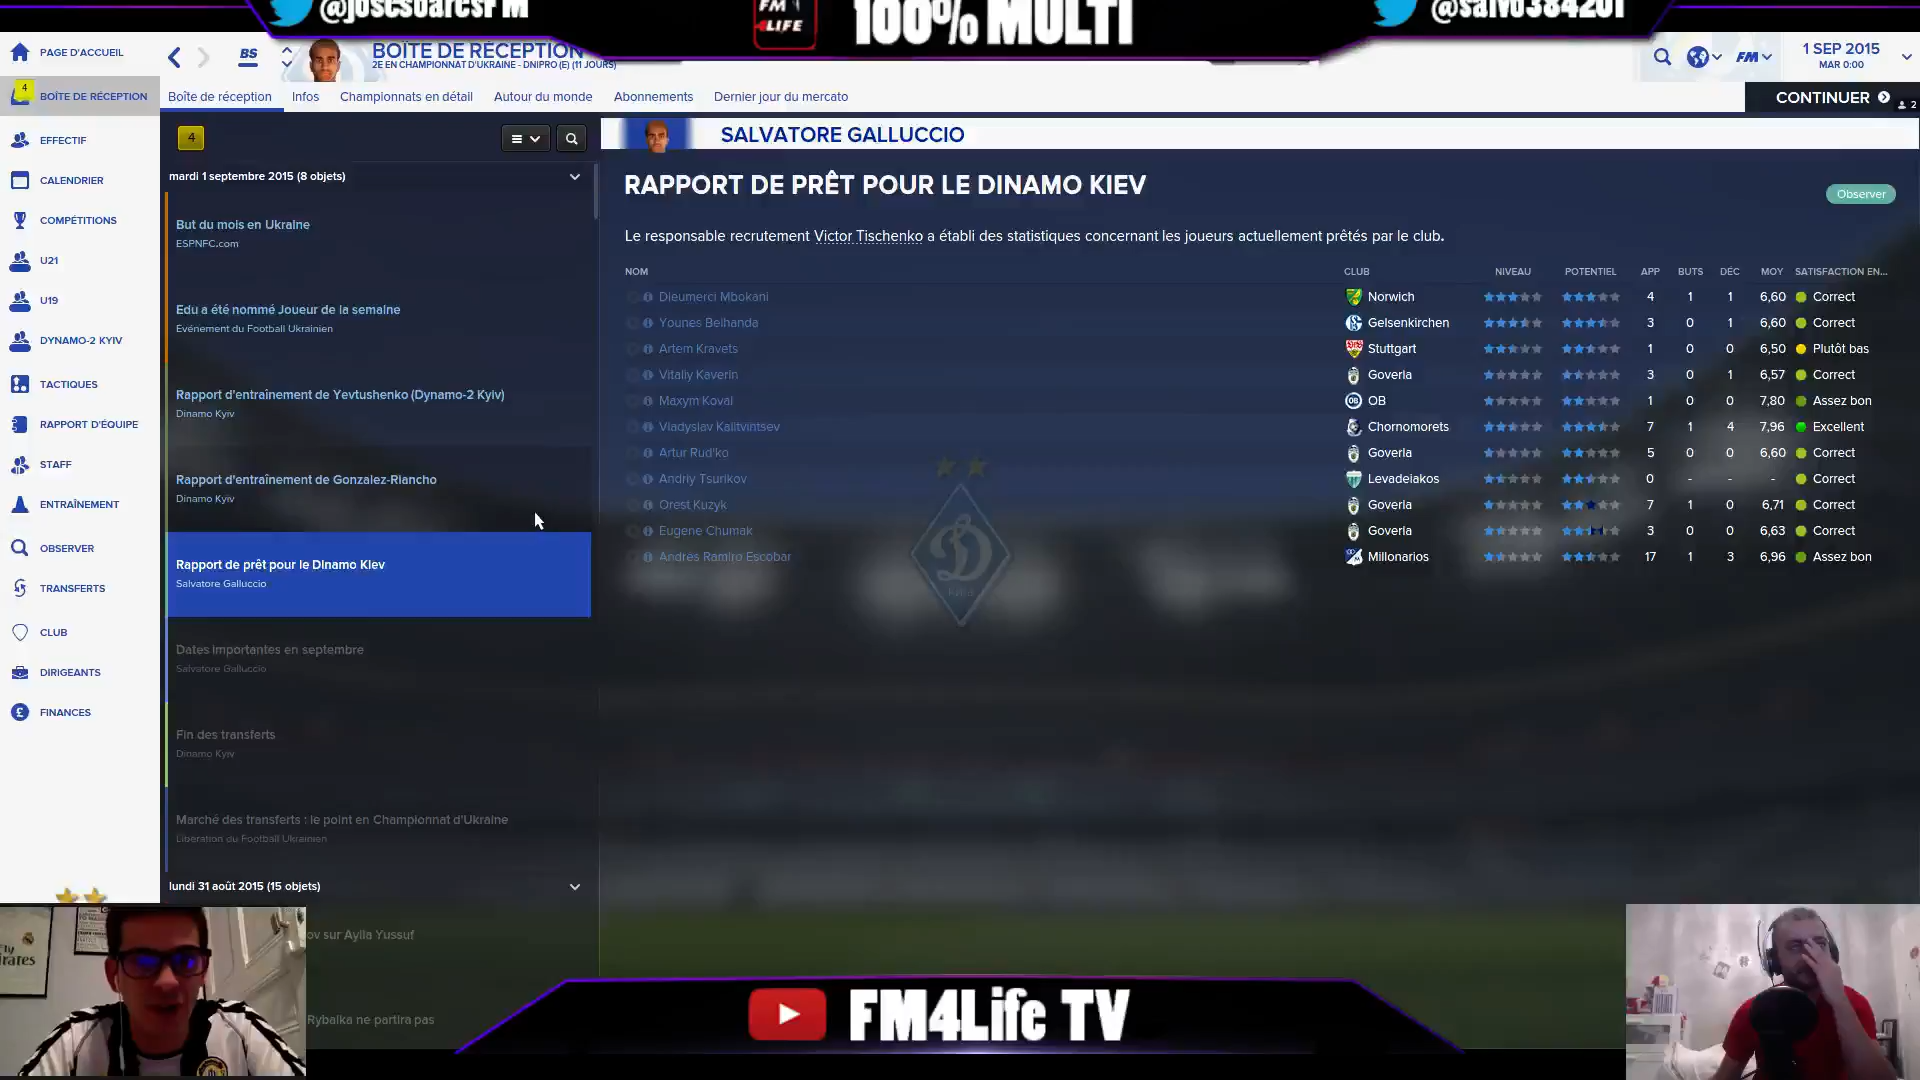 @josesoaresFM
FM
4LIFE
100% MULTI
@salvo384201
PAGE D'ACCUEIL
BS
BOÎTE DE RÉCEPTION
2E EN CHAMPIONNAT D'UKRAINE - DNIPRO (E) (11 JOURS)
FM
1 SEP 2015
MAR 0:00
4
BOÎTE DE RÉCEPTION
Boîte de réception
Infos
Championnats en détail
Autour du monde
Abonnements
Dernier jour du mercato
CONTINUER
2
EFFECTIF
CALENDRIER
COMPÉTITIONS
U21
U19
DYNAMO-2 KYIV
TACTIQUES
RAPPORT D'ÉQUIPE
STAFF
ENTRAÎNEMENT
OBSERVER
TRANSFERTS
CLUB
DIRIGEANTS
FINANCES
4
mardi 1 septembre 2015 (8 objets)
But du mois en Ukraine
ESPNFC.com
Edu a été nommé Joueur de la semaine
Evénement du Football Ukrainien
Rapport d'entraînement de Yevtushenko (Dynamo-2 Kyiv)
Dinamo Kyiv
Rapport d'entraînement de Gonzalez-Riancho
Dinamo Kyiv
Rapport de prêt pour le Dinamo Kiev
Salvatore Galluccio
Dates importantes en septembre
Salvatore Galluccio
Fin des transferts
Dinamo Kyiv
Marché des transferts : le point en Championnat d'Ukraine
Libération du Football Ukrainien
lundi 31 août 2015 (15 objets)
ov sur Aylla Yussuf
Rybalka ne partira pas
SALVATORE GALLUCCIO
RAPPORT DE PRÊT POUR LE DINAMO KIEV
Observer
Le responsable recrutement Victor Tischenko a établi des statistiques concernant les joueurs actuellement prêtés par le club.
NOM CLUB NIVEAU POTENTIEL APP BUTS DÉC MOY SATISFACTION EN...
Dieumerci Mbokani Norwich 4 1 1 6,60 Correct
Younes Belhanda Gelsenkirchen 3 0 1 6,60 Correct
Artem Kravets Stuttgart 1 0 0 6,50 Plutôt bas
Vitaliy Kaverin Goverla 3 0 1 6,57 Correct
Maxym Koval OB 1 0 0 7,80 Assez bon
Vladyslav Kalitvintsev Chornomorets 7 1 4 7,96 Excellent
Artur Rud'ko Goverla 5 0 0 6,60 Correct
Andriy Tsurikov Levadeiakos 0 - - - Correct
Orest Kuzyk Goverla 7 1 0 6,71 Correct
Eugene Chumak Goverla 3 0 0 6,63 Correct
Andrés Ramiro Escobar Millonarios 17 1 3 6,96 Assez bon
FM4Life TV